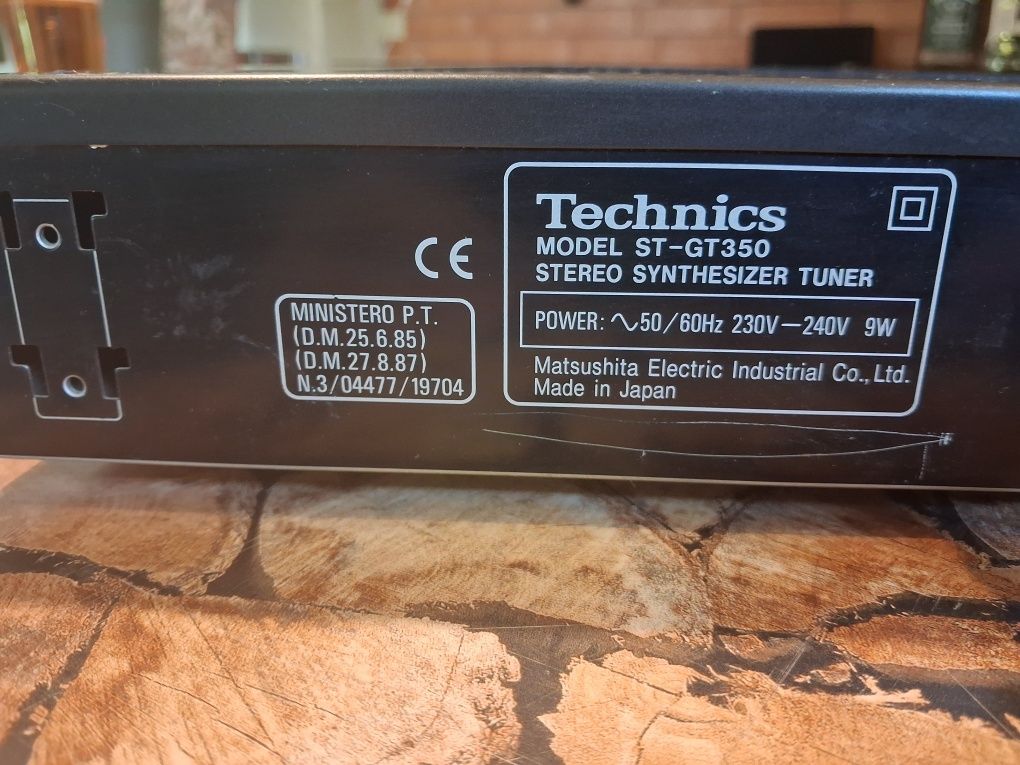 Technics
MODEL ST-GT350
STEREO SYNTHESIZER TUNER
POWER: ∿50/60Hz 230V—240V 9W
Matsushita Electric Industrial Co., Ltd.
Made in Japan
CE
MINISTERO P.T.
(D.M.25.6.85)
(D.M.27.8.87)
N.3/04477/19704